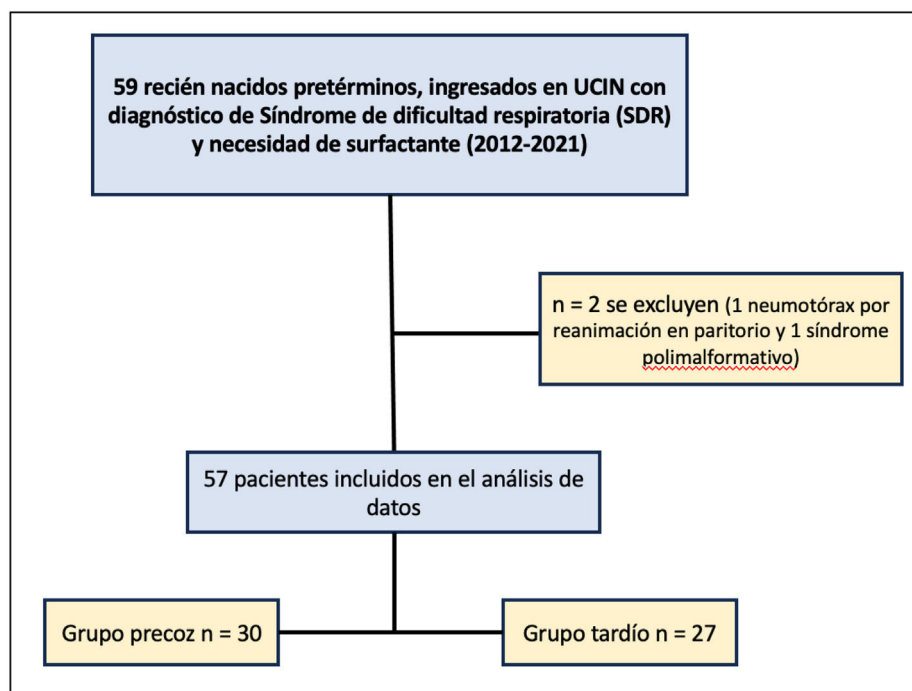 59 recién nacidos pretérminos, ingresados en UCIN con
diagnóstico de Síndrome de dificultad respiratoria (SDR)
y necesidad de surfactante (2012-2021)
n = 2 se excluyen (1 neumotórax por
reanimación en paritorio y 1 síndrome
polimalformativo)
57 pacientes incluidos en el análisis de
datos
Grupo precoz n = 30
Grupo tardío n = 27